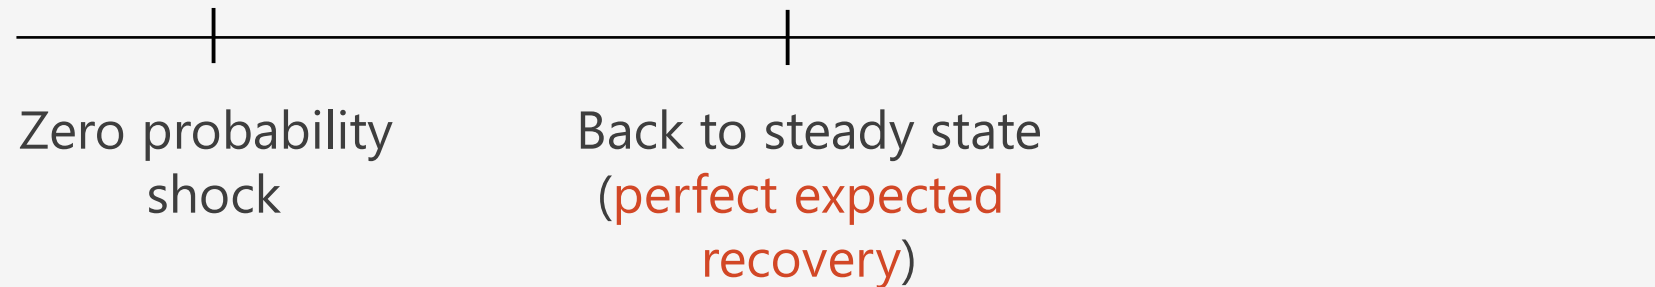 Zero probability
shock
Back to steady state
(perfect expected
recovery)